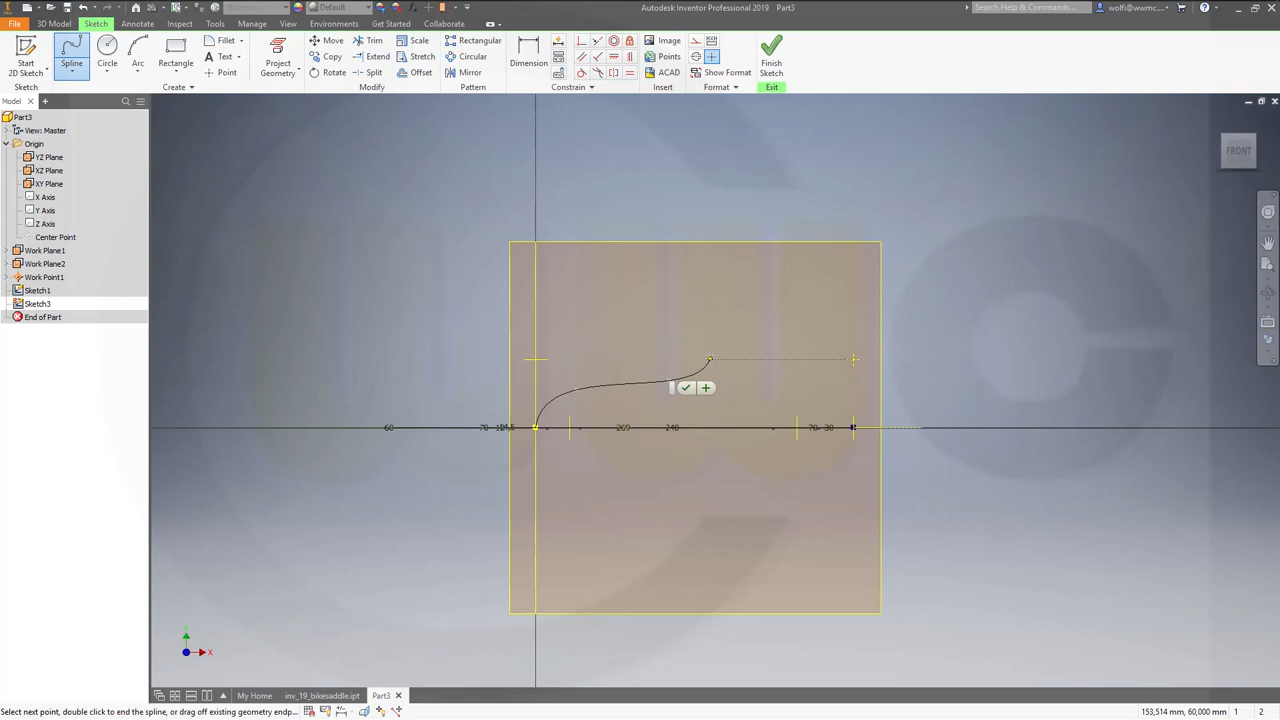 Autodesk Inventor Professional 2019 Part3
Search Help & Commands...
wolfi@wwmc...
Default
File 3D Model Sketch Annotate Inspect Tools Manage View Environments Get Started Collaborate
Start
2D Sketch
Spline
Circle
Arc
Rectangle
Fillet
Text
Point
Project
Geometry
Move
Copy
Rotate
Trim
Extend
Split
Scale
Stretch
Offset
Rectangular
Circular
Mirror
Dimension
Image
Points
ACAD
Show Format
Finish
Sketch
Sketch Create Modify Pattern Constrain Insert Format Exit
Model
Part3
View: Master
Origin
YZ Plane
XZ Plane
XY Plane
X Axis
Y Axis
Z Axis
Center Point
Work Plane1
Work Plane2
Work Point1
Sketch1
Sketch3
End of Part
FRONT
60
70
240
70
30
X
My Home inv_19_bikesaddle.ipt Part3
Select next point, double click to end the spline, or drag off existing geometry endp...
153,514 mm, 60,000 mm 1 2